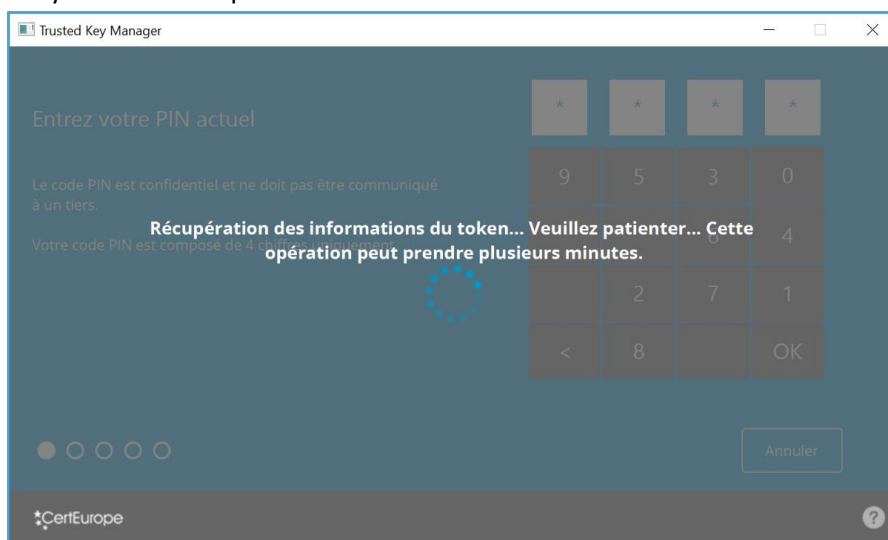 Trusted Key Manager
Entrez votre PIN actuel
* * * *
Le code PIN est confidentiel et ne doit pas être communiqué
à un tiers.
Votre code PIN est composé de 4 chiffres uniquement.
Récupération des informations du token... Veuillez patienter... Cette
opération peut prendre plusieurs minutes.
9 5 3 0
6 4
2 7 1
< 8 OK
Annuler
CertEurope
?